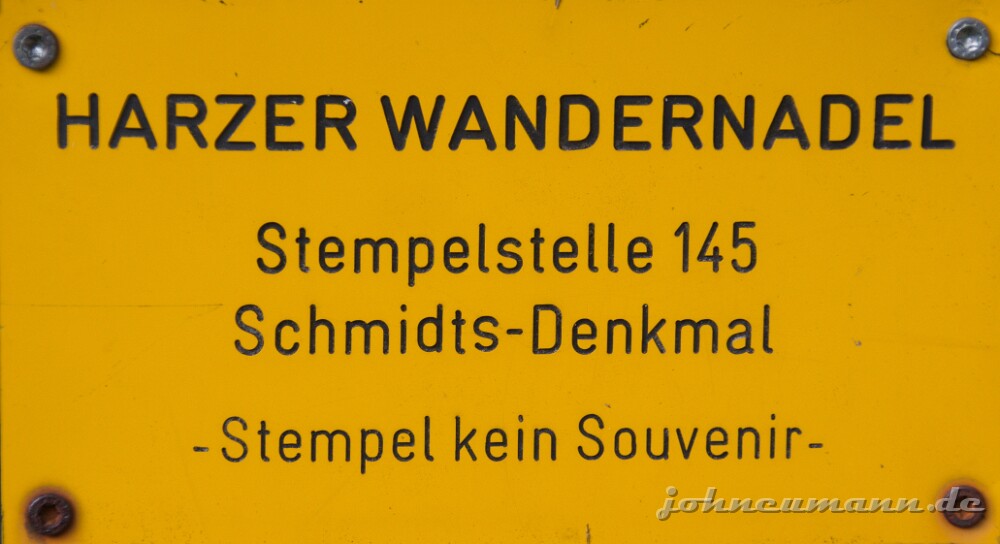 HARZER WANDERNADEL
Stempelstelle 145
Schmidts-Denkmal
- Stempel kein Souvenir -
johneumann.de